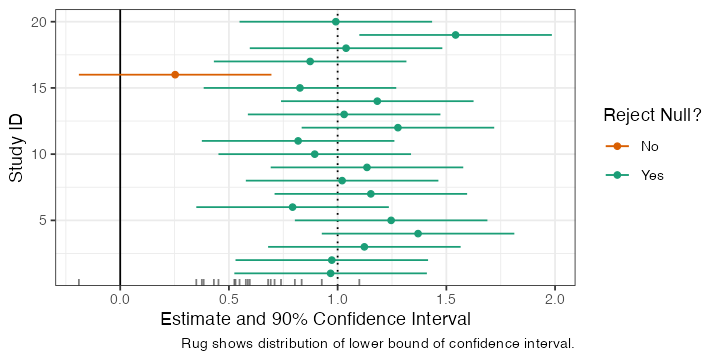 20
15
10
5
Study ID
0.0 0.5 1.0 1.5 2.0
Estimate and 90% Confidence Interval
Rug shows distribution of lower bound of confidence interval.
Reject Null?
No
Yes